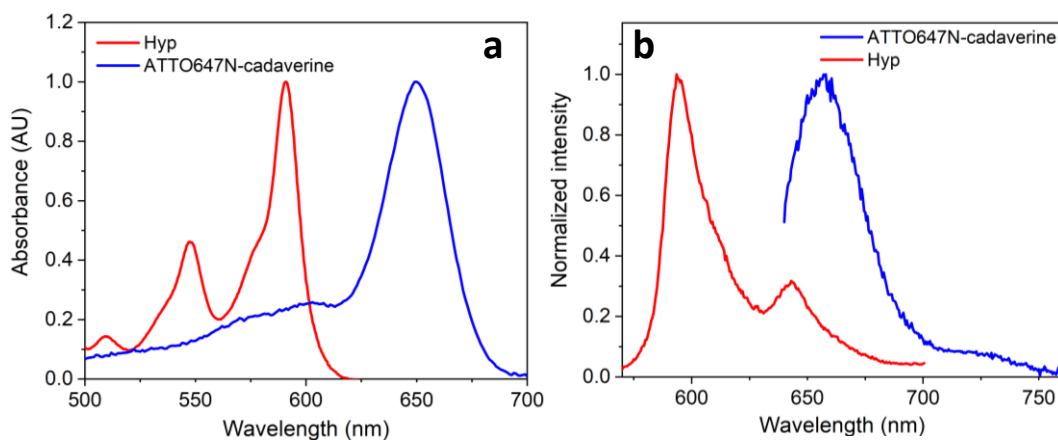 a
Hyp
ATTO647N-cadaverine
Absorbance (AU)
1.2
1.0
0.8
0.6
0.4
0.2
0.0
500 550 600 650 700
Wavelength (nm)
b
ATTO647N-cadaverine
Hyp
Normalized intensity
1.0
0.8
0.6
0.4
0.2
0.0
600 650 700 750
Wavelength (nm)